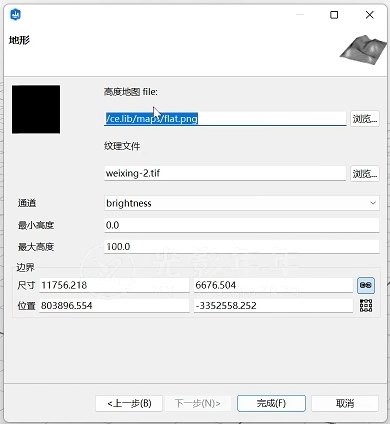 地形
高度地图 file:
/ce.lib/maps/flat.png
浏览...
纹理文件
weixing-2.tif
浏览...
通道 brightness
最小高度 0.0
最大高度 100.0
边界
尺寸 11756.218 6676.504
位置 803896.554 -3352558.252
<上一步(B) 下一步(N)> 完成(F) 取消